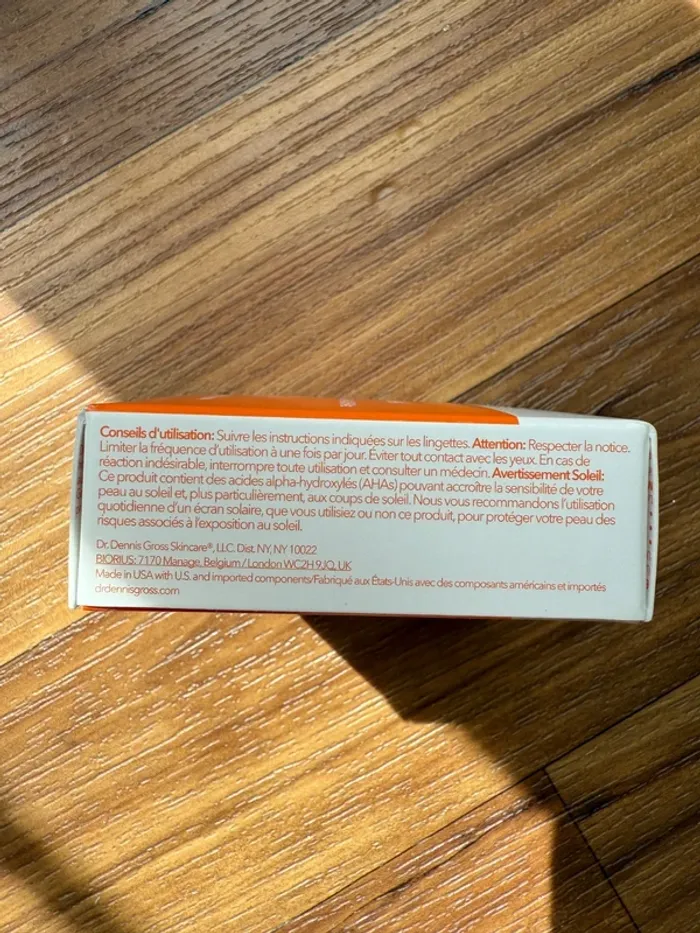 Conseils d'utilisation: Suivre les instructions indiquées sur les lingettes. Attention: Respecter la notice.
Limiter la fréquence d'utilisation à une fois par jour. Éviter tout contact avec les yeux. En cas de
réaction indésirable, interrompre toute utilisation et consulter un médecin. Avertissement Soleil:
Ce produit contient des acides alpha-hydroxylés (AHAs) pouvant accroître la sensibilité de votre
peau au soleil et, plus particulièrement, aux coups de soleil. Nous vous recommandons l'utilisation
quotidienne d'un écran solaire, que vous utilisiez ou non ce produit, pour protéger votre peau des
risques associés à l'exposition au soleil.
Dr. Dennis Gross Skincare®, LLC. Dist. NY, NY 10022
BIORIUS: 7170 Manage, Belgium / London WC2H 9JQ, UK
Made in USA with U.S. and imported components/Fabriqué aux États-Unis avec des composants américains et importés
drdennisgross.com